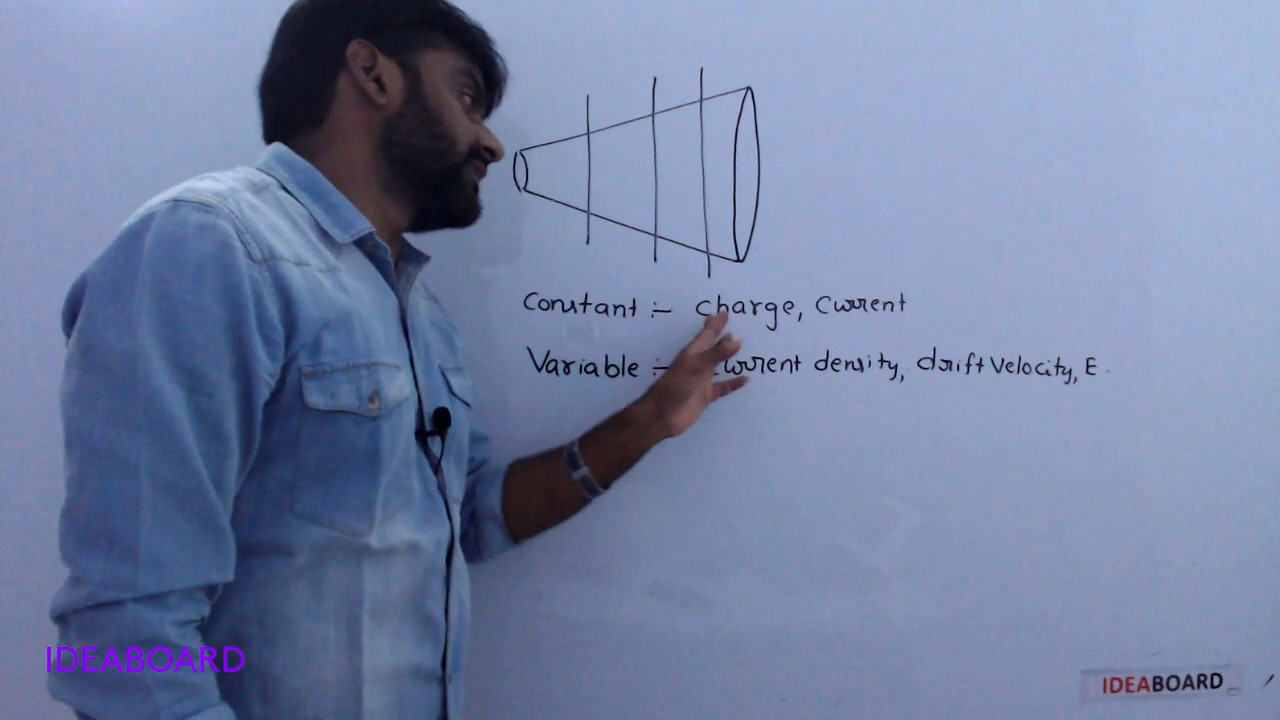 Constant :- charge, Current
Variable :- Current density, drift Velocity, E.
IDEABOARD
IDEABOARD